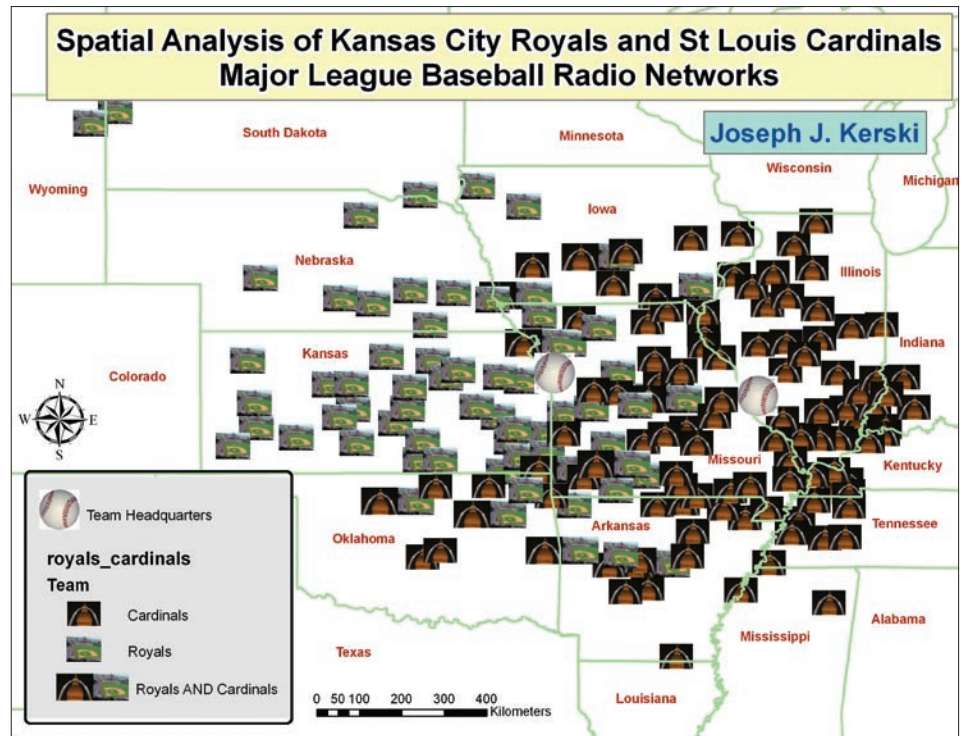 Spatial Analysis of Kansas City Royals and St Louis Cardinals
Major League Baseball Radio Networks
Joseph J. Kerski
South Dakota
Minnesota
Wisconsin
Michigan
Wyoming
Iowa
Nebraska
Illinois
Indiana
Kansas
Colorado
N
W E
S
Missouri
Kentucky
Oklahoma
Arkansas
Tennessee
Alabama
Mississippi
Texas
Louisiana
Team Headquarters
royals_cardinals
Team
Cardinals
Royals
Royals AND Cardinals
0 50 100 200 300 400
Kilometers